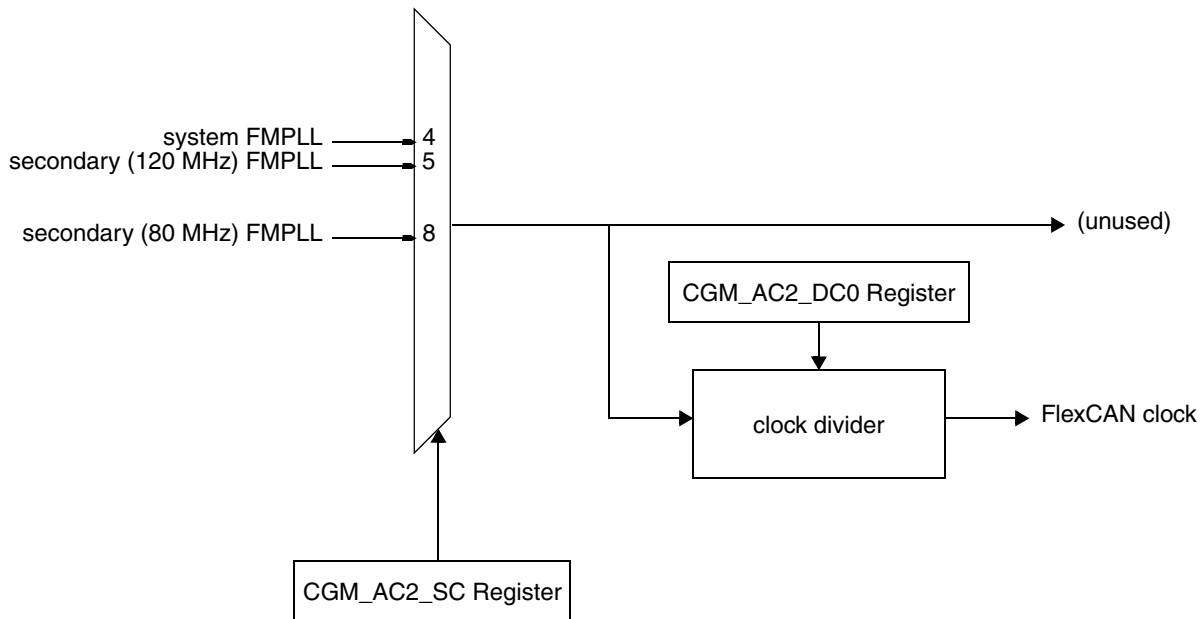 system FMPLL
4
secondary (120 MHz) FMPLL
5
secondary (80 MHz) FMPLL
8
(unused)
CGM_AC2_DC0 Register
clock divider
FlexCAN clock
CGM_AC2_SC Register